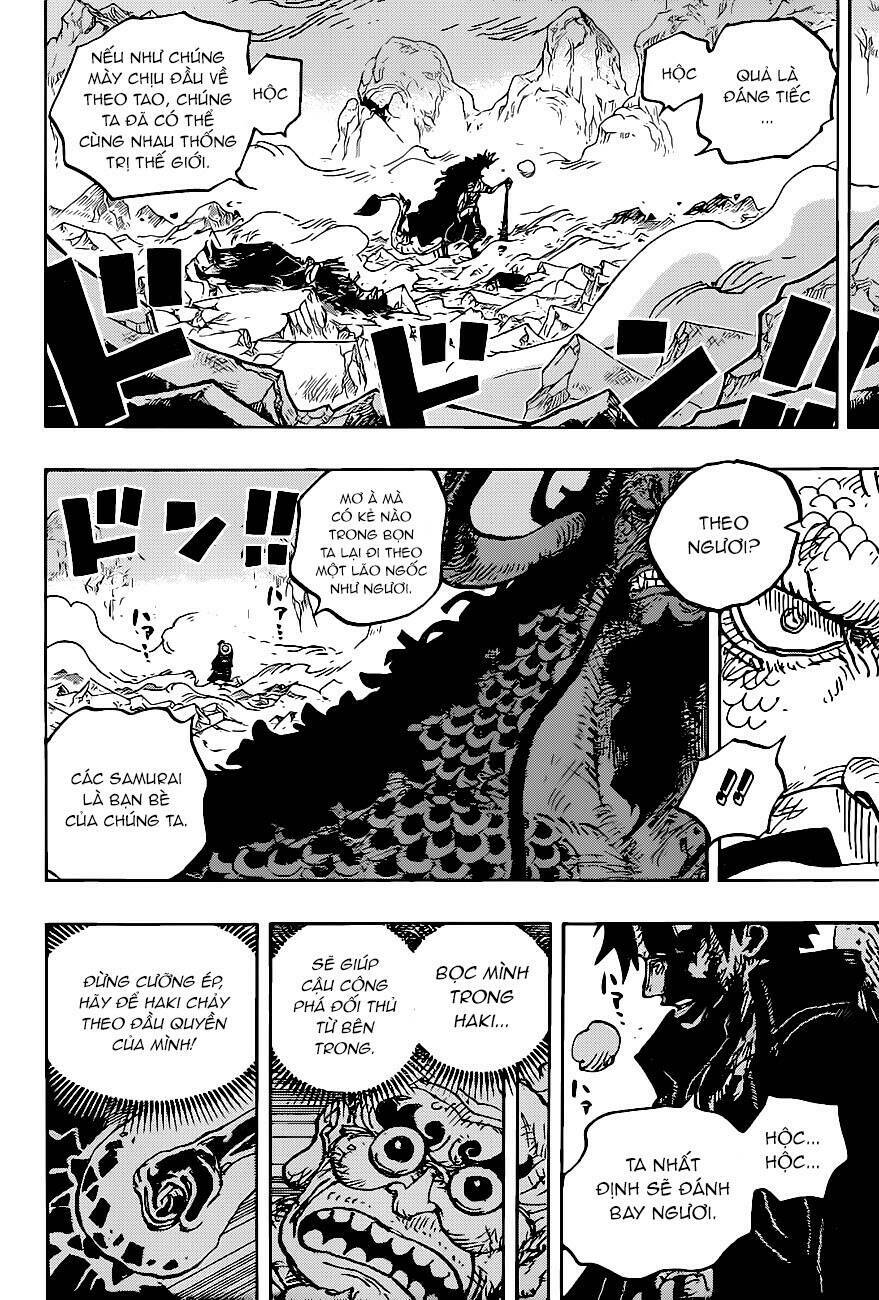 QUẢ LÀ
ĐÁNG TIẾC
...
HỘC
HỘC
NẾU NHƯ CHÚNG
MÀY CHỊU ĐẦU VỀ
THEO TAO, CHÚNG
TA ĐÃ CÓ THỂ
CÙNG NHAU THỐNG
TRỊ THẾ GIỚI.
ドン!!
ドン!!
THEO
NGƯƠI?
!!
MƠ À MÀ
CÓ KẺ NÀO
TRONG BỌN
TA LẠI ĐI THEO
MỘT LÃO NGỐC
NHƯ NGƯƠI.
ドン!!
CÁC SAMURAI
LÀ BẠN BÈ
CỦA CHÚNG TA.
HỘC...
HỘC...
TA NHẤT
ĐỊNH SẼ ĐÁNH
BAY NGƯƠI.
BỌC MÌNH
TRONG
HAKI...
SẼ GIÚP
CẬU CÔNG
PHÁ ĐỐI THỦ
TỪ BÊN
TRONG.
ĐỪNG CƯỠNG ÉP,
HÃY ĐỂ HAKI CHẢY
THEO ĐẦU QUYỀN
CỦA MÌNH!